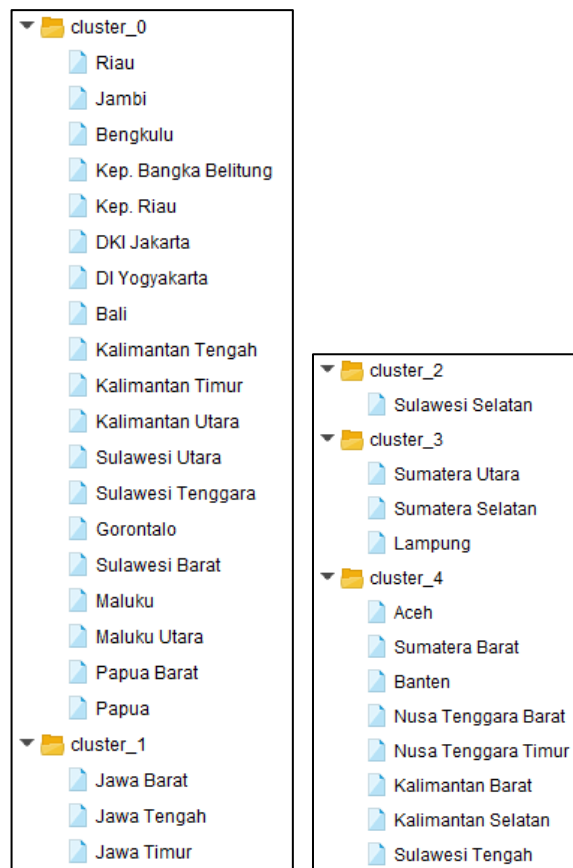 cluster_0
Riau
Jambi
Bengkulu
Kep. Bangka Belitung
Kep. Riau
DKI Jakarta
DI Yogyakarta
Bali
Kalimantan Tengah
Kalimantan Timur
Kalimantan Utara
Sulawesi Utara
Sulawesi Tenggara
Gorontalo
Sulawesi Barat
Maluku
Maluku Utara
Papua Barat
Papua
cluster_1
Jawa Barat
Jawa Tengah
Jawa Timur
cluster_2
Sulawesi Selatan
cluster_3
Sumatera Utara
Sumatera Selatan
Lampung
cluster_4
Aceh
Sumatera Barat
Banten
Nusa Tenggara Barat
Nusa Tenggara Timur
Kalimantan Barat
Kalimantan Selatan
Sulawesi Tengah